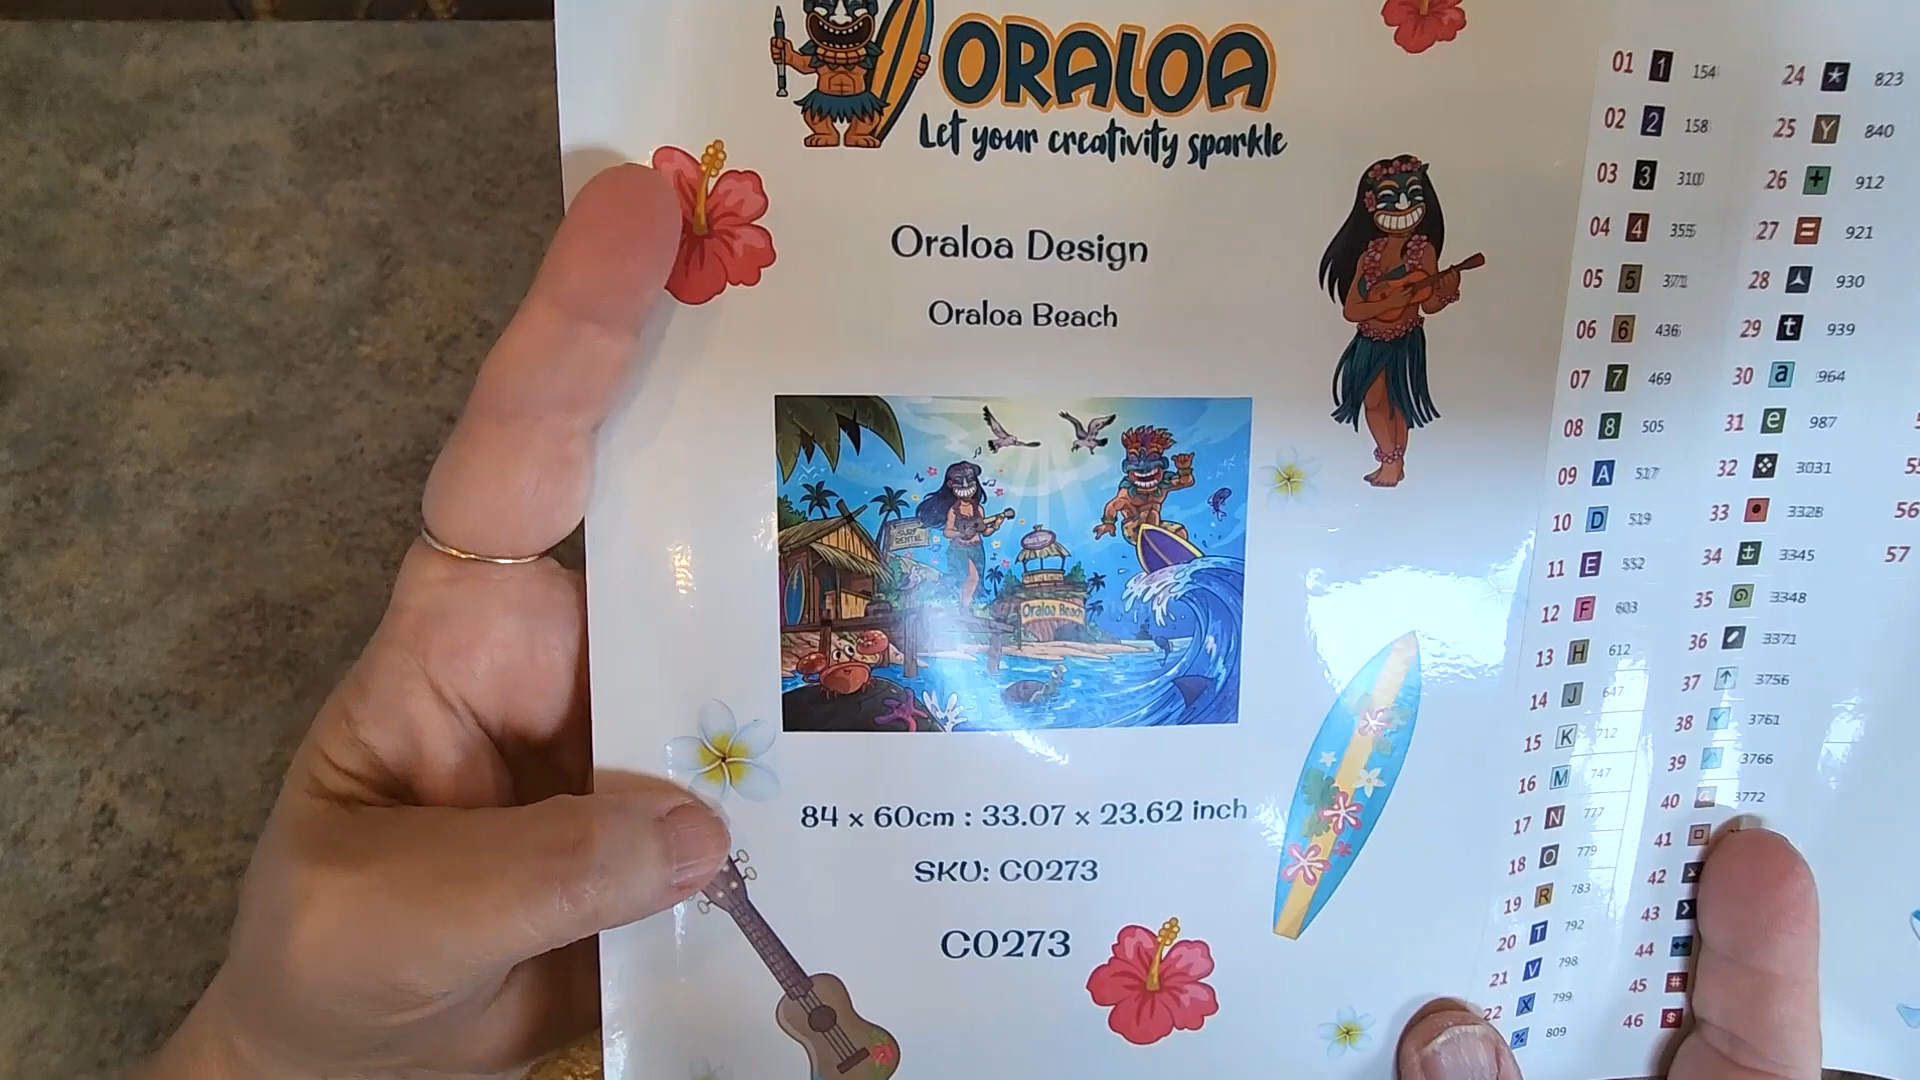 ORALOA
Let your creativity sparkle
Oraloa Design
Oraloa Beach
SURF
RENTAL
Oraloa Beach
84 x 60cm : 33.07 x 23.62 inch
SKU: C0273
C0273
01 1 154
02 2 158
03 3 310
04 4 355
05 5 371
06 6 436
07 7 469
08 8 505
09 A 517
10 D 519
11 E 552
12 F 603
13 H 612
14 J 647
15 K 712
16 M 747
17 N 777
18 O 779
19 R 783
20 T 792
21 V 798
22 X 799
% 809
24 * 823
25 Y 840
26 + 912
27 = 921
28 930
29 t 939
30 a 964
31 e 987
32 3031
33 3328
34 3345
35 3348
36 3371
37 ↑ 3756
38 ✓ 3761
39 3766
40 @ 3772
41
42
43
44
45 #
46 $
56
57